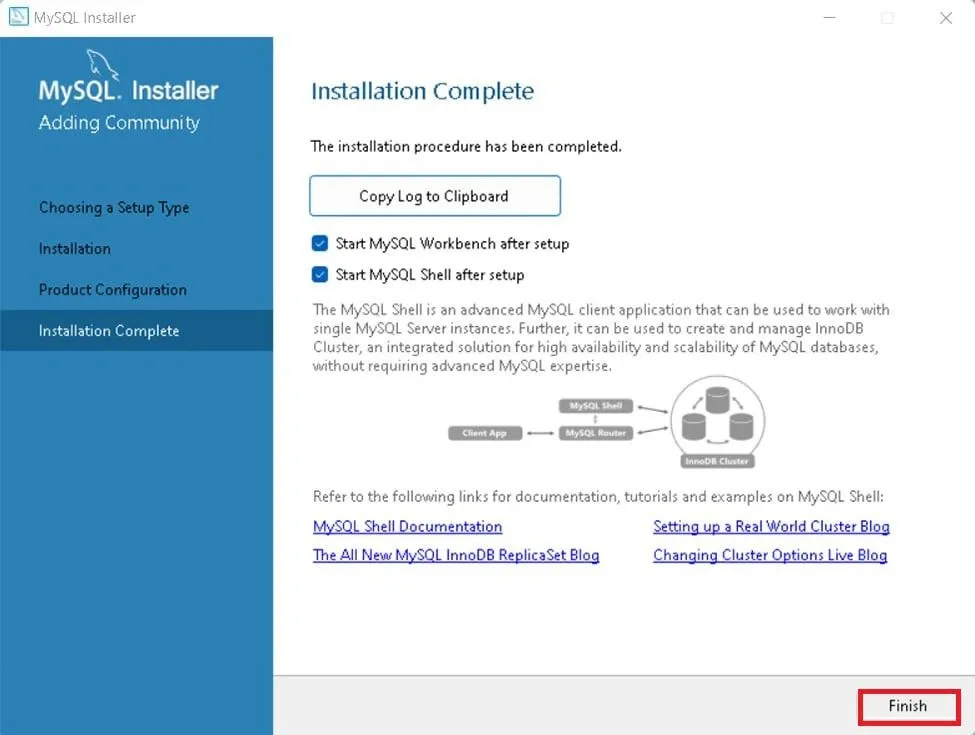 MySQL Installer
MySQL. Installer
Adding Community
Choosing a Setup Type
Installation
Product Configuration
Installation Complete
Installation Complete
The installation procedure has been completed.
Copy Log to Clipboard
Start MySQL Workbench after setup
Start MySQL Shell after setup
The MySQL Shell is an advanced MySQL client application that can be used to work with
single MySQL Server instances. Further, it can be used to create and manage InnoDB
Cluster, an integrated solution for high availability and scalability of MySQL databases,
without requiring advanced MySQL expertise.
MySQL Shell
Client App
MySQL Router
InnoDB Cluster
Refer to the following links for documentation, tutorials and examples on MySQL Shell:
MySQL Shell Documentation
Setting up a Real World Cluster Blog
The All New MySQL InnoDB ReplicaSet Blog
Changing Cluster Options Live Blog
Finish